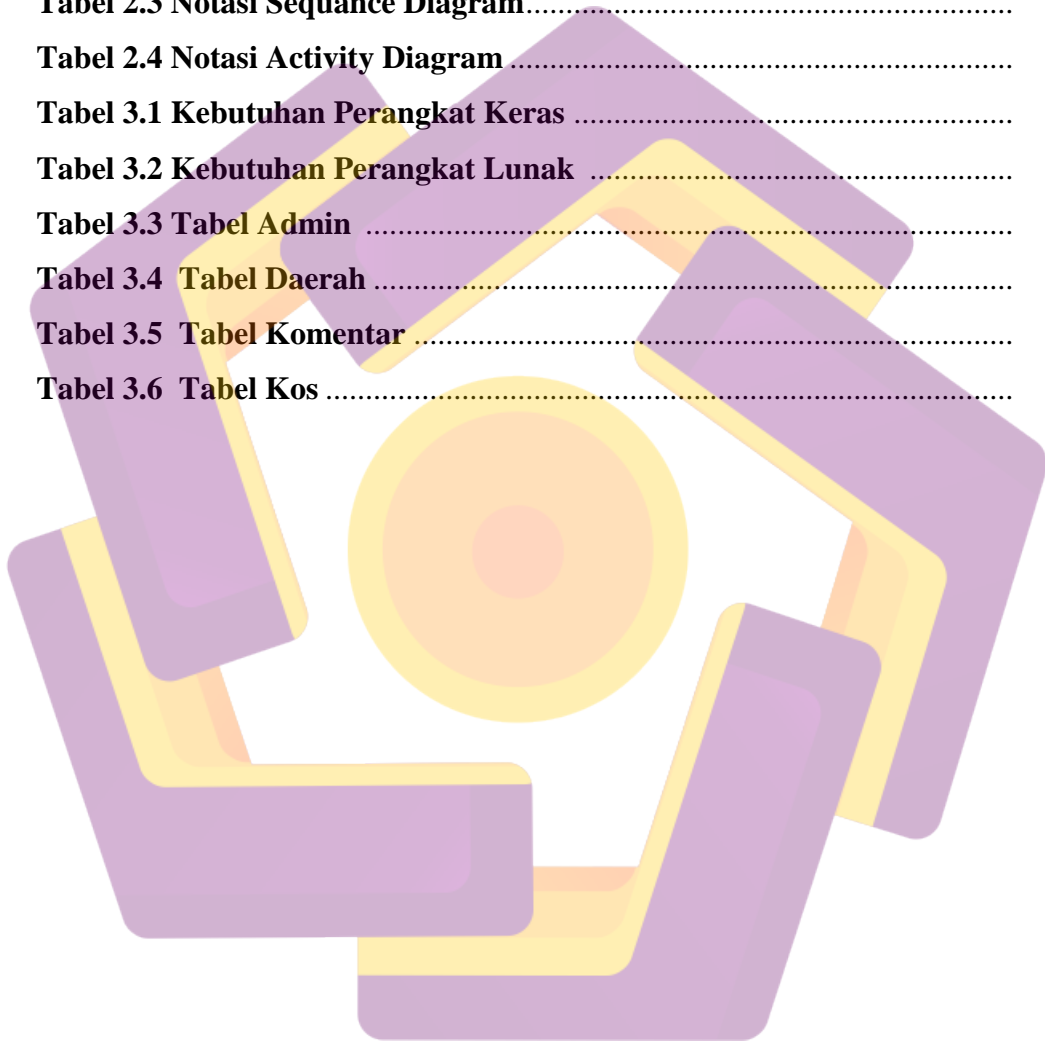 Tabel 2.3 Notasi Sequance Diagram........................................................
Tabel 2.4 Notasi Activity Diagram ........................................................
Tabel 3.1 Kebutuhan Perangkat Keras ........................................................
Tabel 3.2 Kebutuhan Perangkat Lunak ........................................................
Tabel 3.3 Tabel Admin ........................................................
Tabel 3.4 Tabel Daerah ........................................................
Tabel 3.5 Tabel Komentar ........................................................
Tabel 3.6 Tabel Kos ........................................................